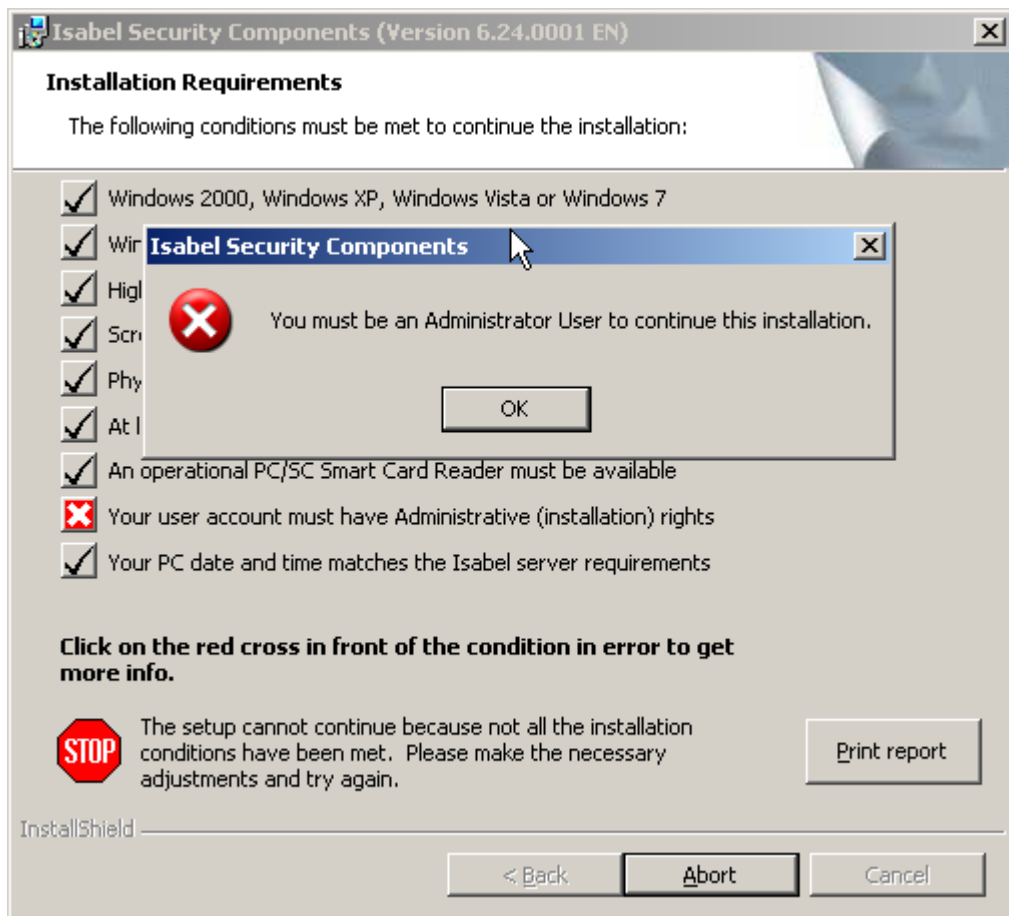 Isabel Security Components (Version 6.24.0001 EN)
Installation Requirements
The following conditions must be met to continue the installation:
Windows 2000, Windows XP, Windows Vista or Windows 7
Isabel Security Components
You must be an Administrator User to continue this installation.
OK
An operational PC/SC Smart Card Reader must be available
Your user account must have Administrative (installation) rights
Your PC date and time matches the Isabel server requirements
Click on the red cross in front of the condition in error to get
more info.
STOP
The setup cannot continue because not all the installation
conditions have been met. Please make the necessary
adjustments and try again.
Print report
InstallShield
< Back
Abort
Cancel